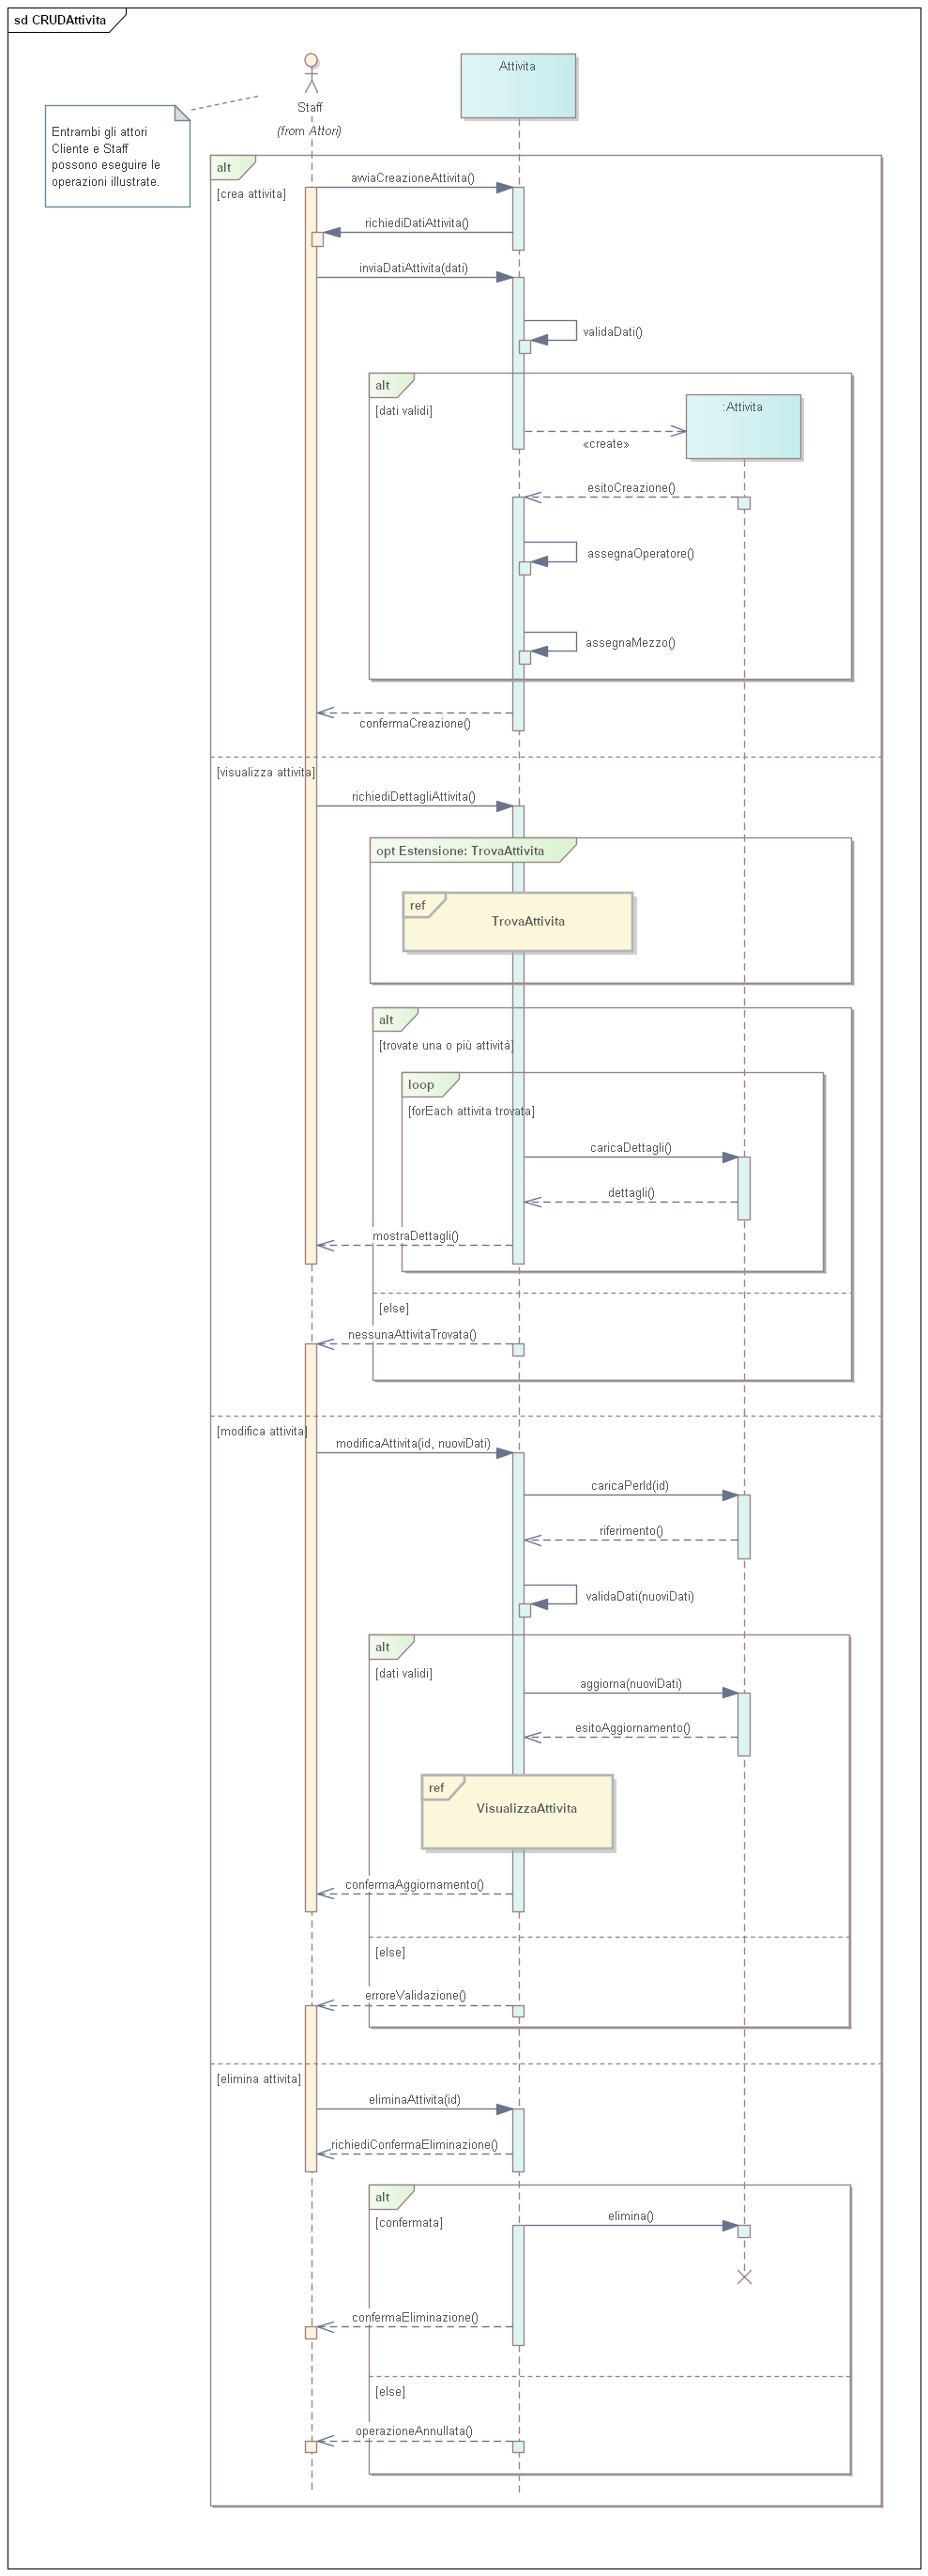 sd CRUDAttivita
Staff
(from Attori)
Attivita
Entrambi gli attori
Cliente e Staff
possono eseguire le
operazioni illustrate.
alt
[crea attivita]
avviaCreazioneAttivita()
richiediDatiAttivita()
inviaDatiAttivita(dati)
validaDati()
alt
[dati validi]
:Attivita
«create»
esitoCreazione()
assegnaOperatore()
assegnaMezzo()
confermaCreazione()
[visualizza attivita]
richiediDettagliAttivita()
opt Estensione: TrovaAttivita
ref
TrovaAttivita
alt
[trovate una o più attività]
loop
[forEach attivita trovata]
caricaDettagli()
dettagli()
mostraDettagli()
[else]
nessunaAttivitaTrovata()
[modifica attivita]
modificaAttivita(id, nuoviDati)
caricaPerId(id)
riferimento()
validaDati(nuoviDati)
alt
[dati validi]
aggiorna(nuoviDati)
esitoAggiornamento()
ref
VisualizzaAttivita
confermaAggiornamento()
[else]
erroreValidazione()
[elimina attivita]
eliminaAttivita(id)
richiediConfermaEliminazione()
alt
[confermata]
elimina()
confermaEliminazione()
[else]
operazioneAnnullata()